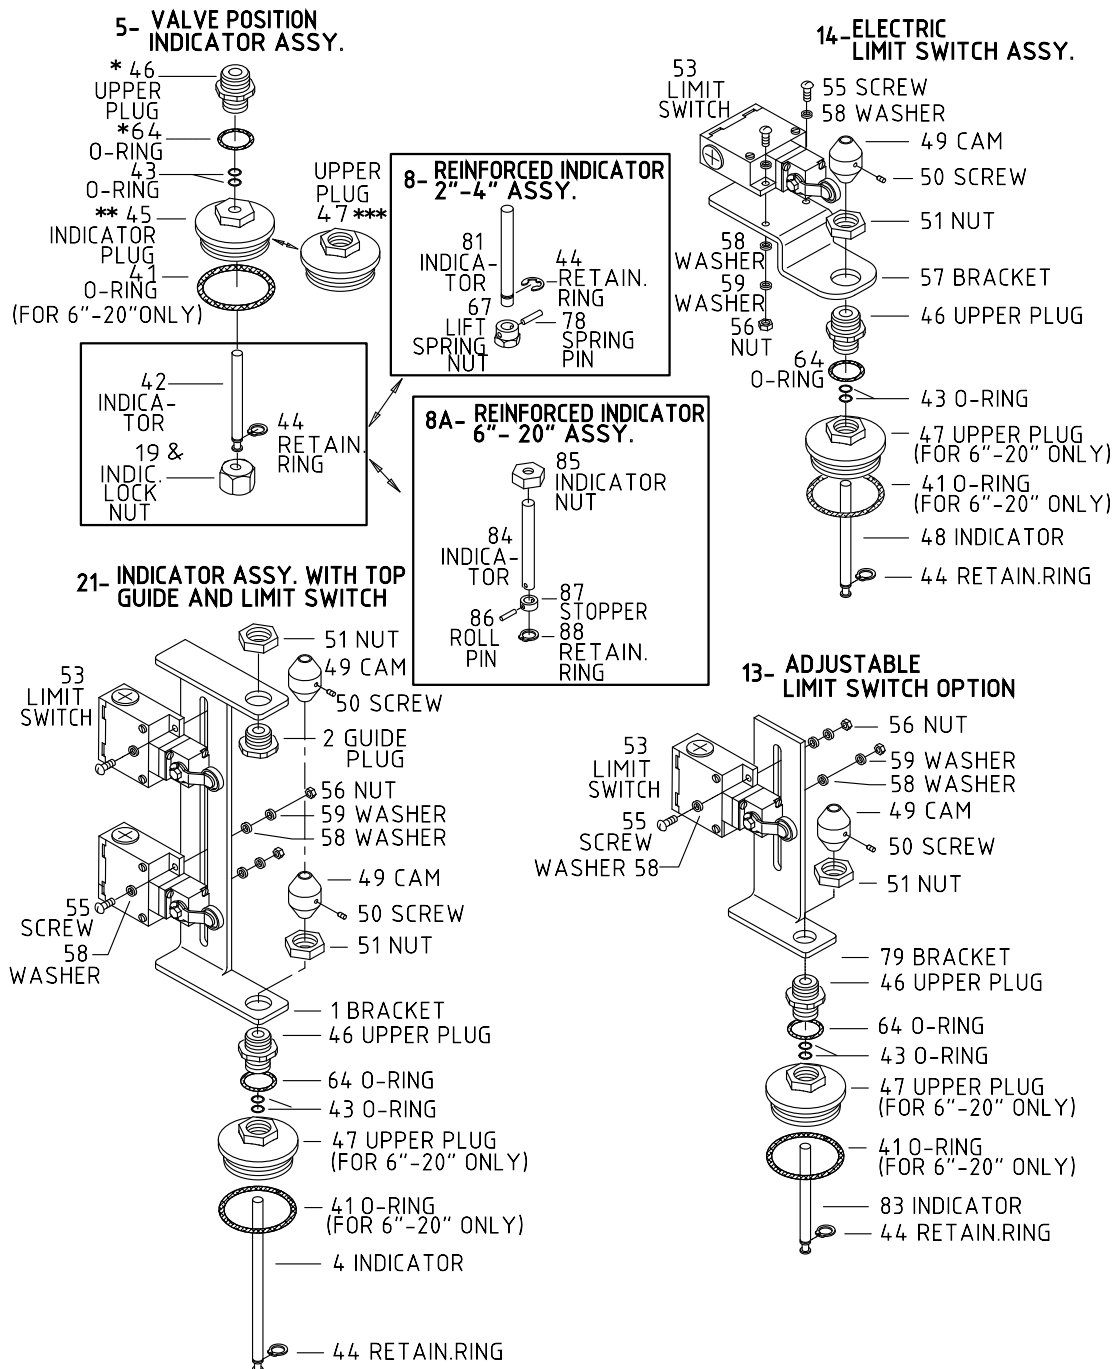 5- VALVE POSITION
INDICATOR ASSY.
* 46
UPPER
PLUG
*64
O-RING
43
O-RING
** 45
INDICATOR
PLUG
41
O-RING
(FOR 6"-20"ONLY)
UPPER
PLUG
47 ***
42
INDICA-
TOR
19 &
INDIC.
LOCK
NUT
44
RETAIN.
RING
8- REINFORCED INDICATOR
2"-4" ASSY.
81
INDICA-
TOR
67
LIFT
SPRING
NUT
44
RETAIN.
RING
78
SPRING
PIN
8A- REINFORCED INDICATOR
6"- 20" ASSY.
85
INDICATOR
NUT
84
INDICA-
TOR
86
ROLL
PIN
87
STOPPER
88
RETAIN.
RING
14- ELECTRIC
LIMIT SWITCH ASSY.
53
LIMIT
SWITCH
55 SCREW
58 WASHER
49 CAM
50 SCREW
51 NUT
58
WASHER
59
WASHER
56
NUT
57 BRACKET
46 UPPER PLUG
64
O-RING
43 O-RING
47 UPPER PLUG
(FOR 6"-20" ONLY)
41 O-RING
(FOR 6"-20" ONLY)
48 INDICATOR
44 RETAIN.RING
21- INDICATOR ASSY. WITH TOP
GUIDE AND LIMIT SWITCH
53
LIMIT
SWITCH
51 NUT
49 CAM
50 SCREW
2 GUIDE
PLUG
56 NUT
59 WASHER
58 WASHER
49 CAM
50 SCREW
51 NUT
55
SCREW
58
WASHER
1 BRACKET
46 UPPER PLUG
64 O-RING
43 O-RING
47 UPPER PLUG
(FOR 6"-20" ONLY)
41 O-RING
(FOR 6"-20" ONLY)
4 INDICATOR
44 RETAIN.RING
13- ADJUSTABLE
LIMIT SWITCH OPTION
53
LIMIT
SWITCH
56 NUT
59 WASHER
58 WASHER
49 CAM
50 SCREW
51 NUT
55
SCREW
WASHER 58
79 BRACKET
46 UPPER PLUG
64 O-RING
43 O-RING
47 UPPER PLUG
(FOR 6"-20" ONLY)
41 O-RING
(FOR 6"-20" ONLY)
83 INDICATOR
44 RETAIN.RING